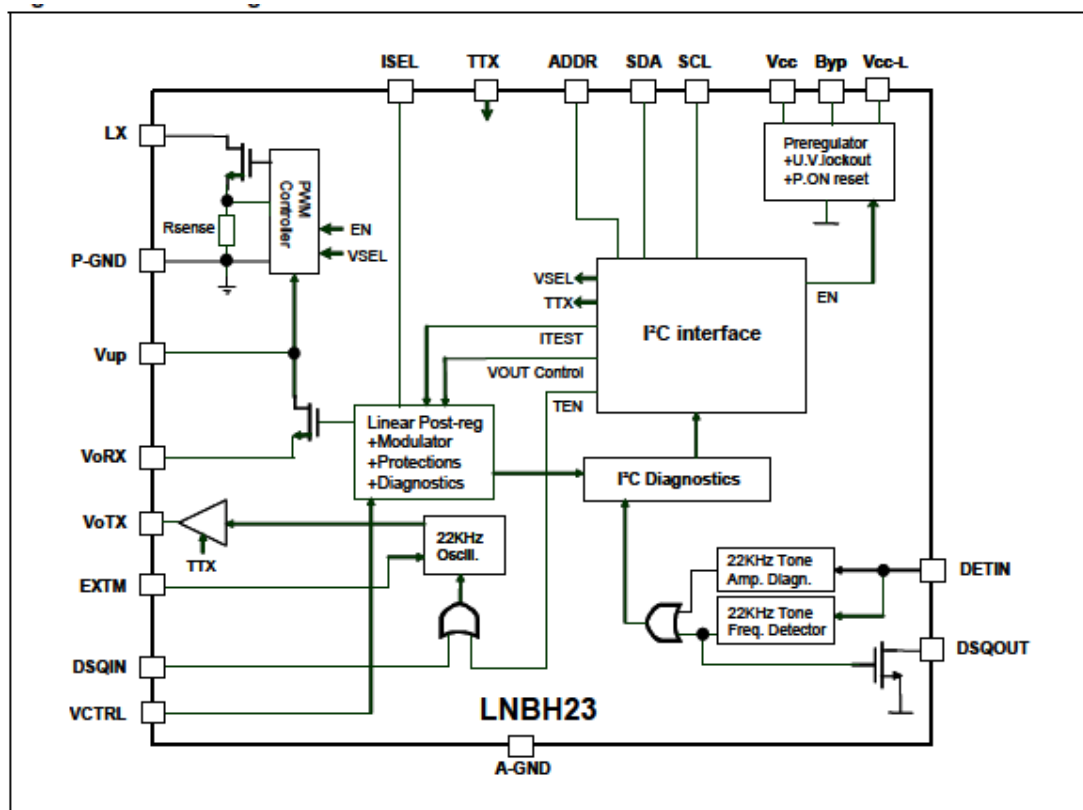 ISEL TTX ADDR SDA SCL Vcc Byp Vcc-L
LX
PWM
Controller
Preregulator
+U.V.lockout
+P.ON reset
Rsense
EN
VSEL
P-GND
VSEL
TTX
EN
I²C interface
ITEST
Vup
VOUT Control
TEN
Linear Post-reg
+Modulator
+Protections
+Diagnostics
VoRX
I²C Diagnostics
VoTX
TTX
22KHz
Oscill.
EXTM
22KHz Tone
Amp. Diagn.
DETIN
22KHz Tone
Freq. Detector
DSQOUT
DSQIN
VCTRL
LNBH23
A-GND